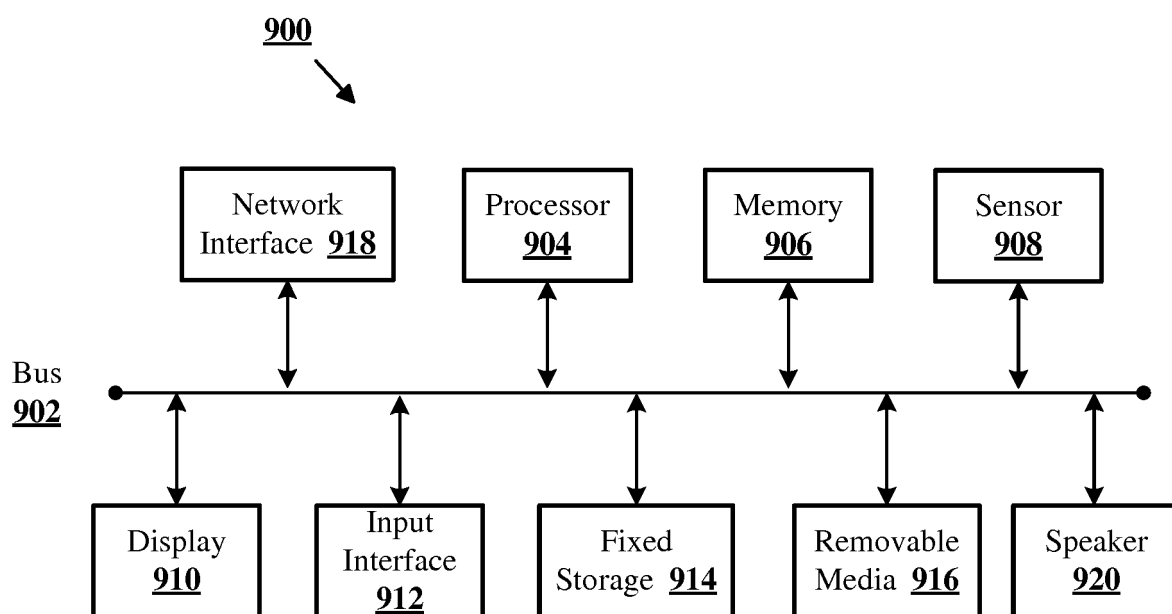 900
Network
Interface 918
Processor
904
Memory
906
Sensor
908
Bus
902
Display
910
Input
Interface
912
Fixed
Storage 914
Removable
Media 916
Speaker
920